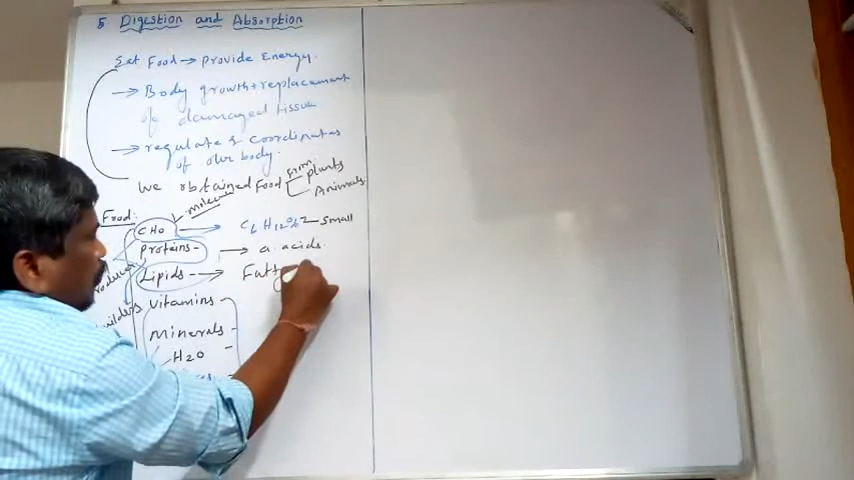 5 Digestion and Absorption
Eat Food → Provide Energy.
→ Body growth + replacement
of damaged tissue
→ regulate & coordinates
of our body.
We obtained Food from plants
Animals
molecules
Food:
CHO → C6H12O6 — small
Proteins - → a. acids.
Lipids - → Fatty
Vitamins
Minerals -
H2O -